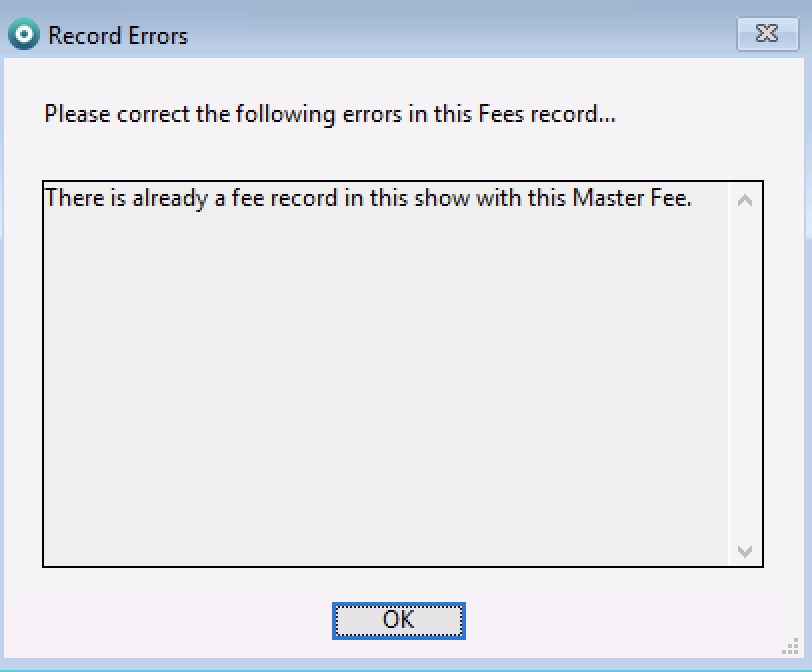 Record Errors
Please correct the following errors in this Fees record...
There is already a fee record in this show with this Master Fee.
OK